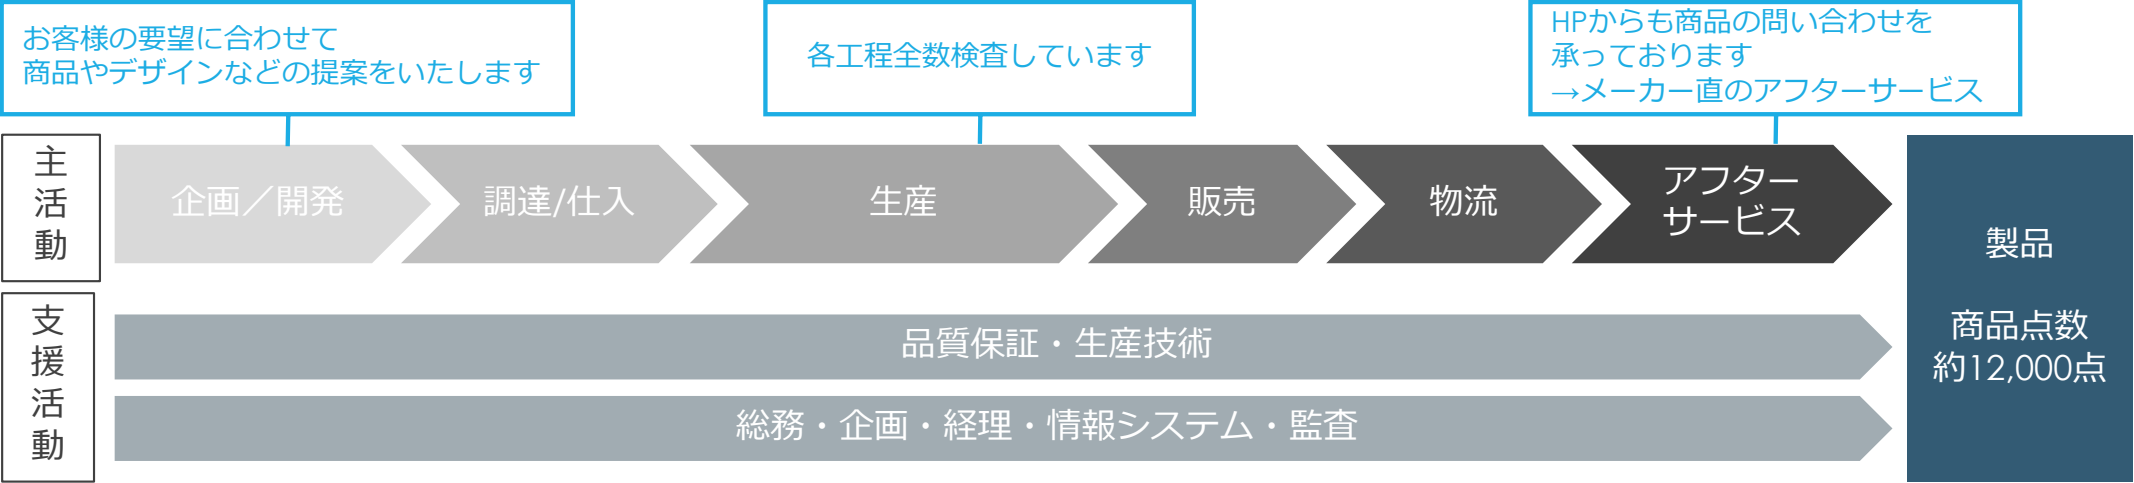 お客様の要望に合わせて
商品やデザインなどの提案をいたします
各工程全数検査しています
HPからも商品の問い合わせを
承っております
→メーカー直のアフターサービス
主活動
企画／開発
調達/仕入
生産
販売
物流
アフター
サービス
支援活動
品質保証・生産技術
総務・企画・経理・情報システム・監査
製品
商品点数
約12,000点